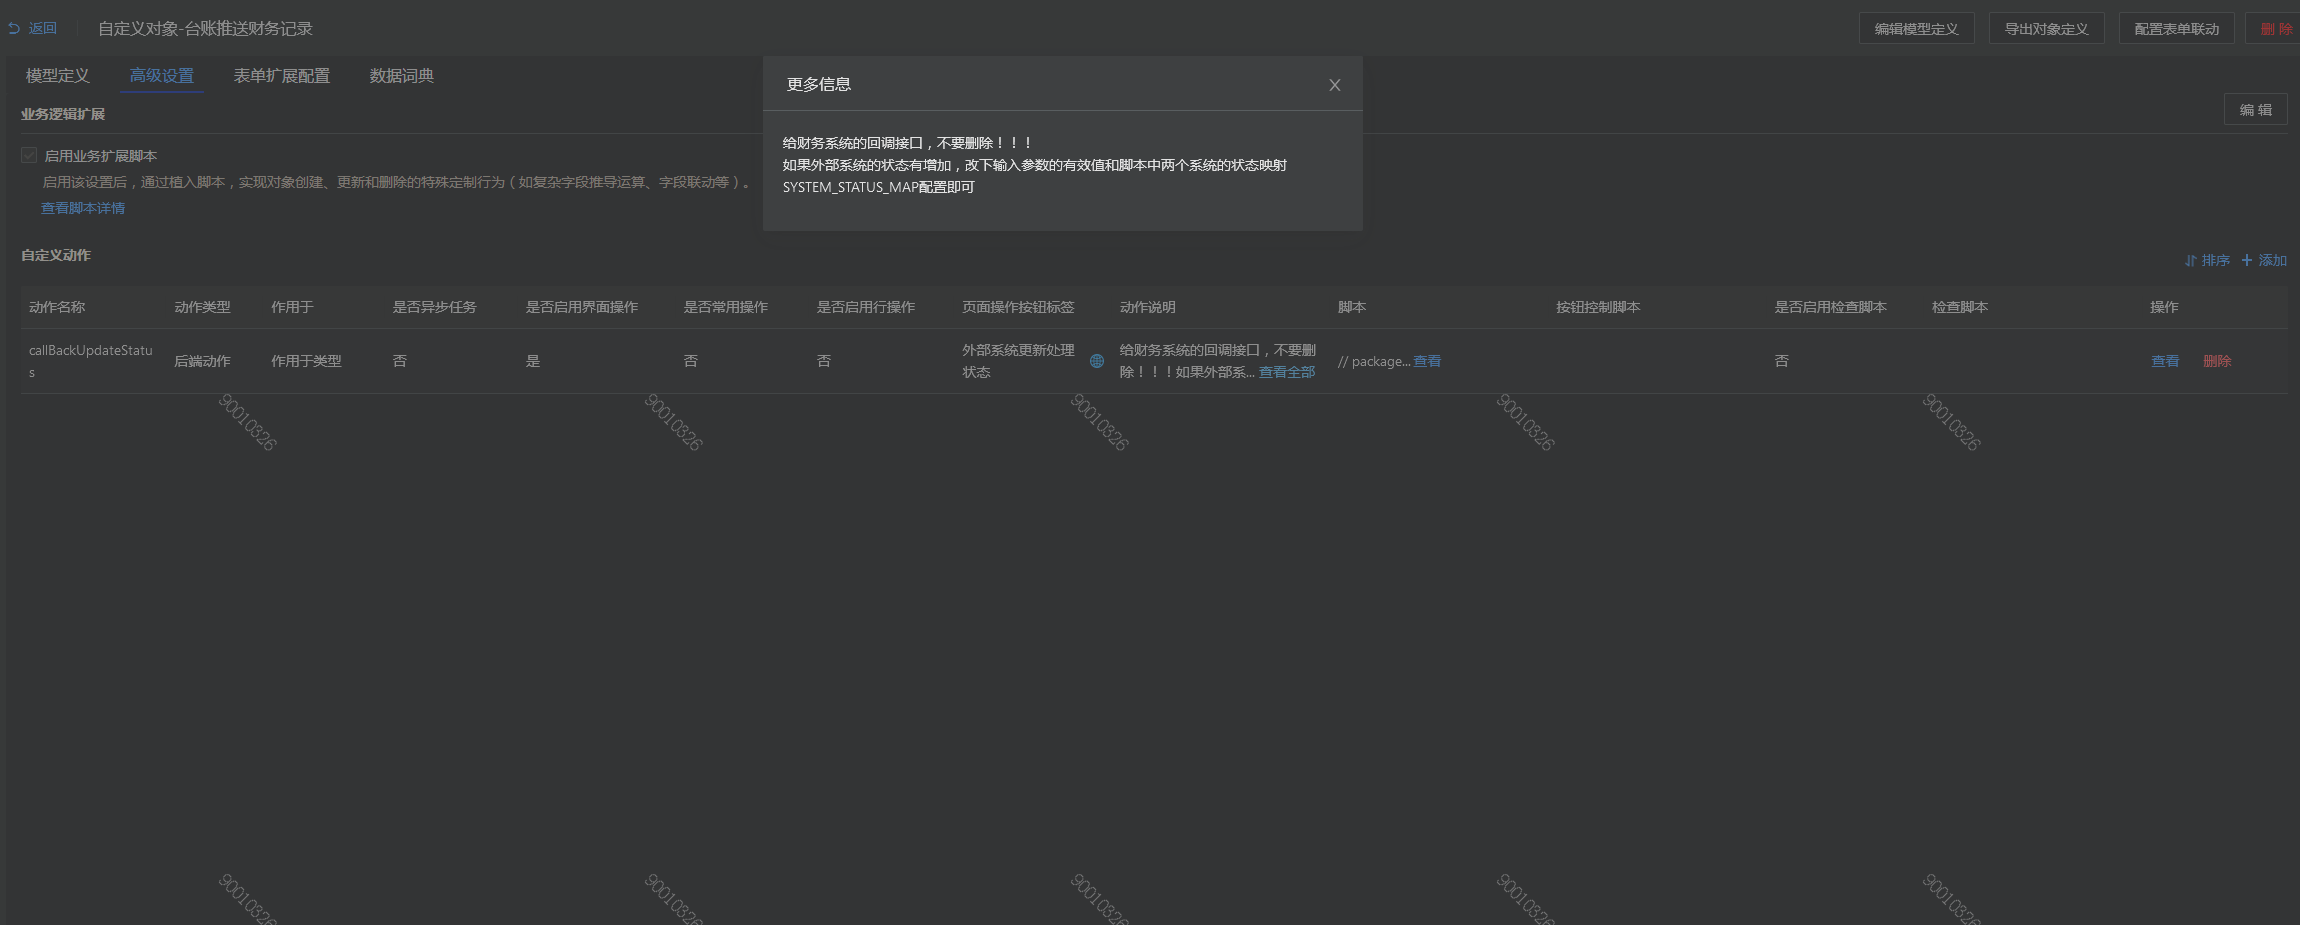 返回 自定义对象-台账推送财务记录 编辑模型定义 导出对象定义 配置表单联动 删 除
模型定义 高级设置 表单扩展配置 数据词典
更多信息
给财务系统的回调接口，不要删除！！！
如果外部系统的状态有增加，改下输入参数的有效值和脚本中两个系统的状态映射
SYSTEM_STATUS_MAP配置即可
业务逻辑扩展 编 辑
启用业务扩展脚本
启用该设置后，通过植入脚本，实现对象创建、更新和删除的特殊定制行为（如复杂字段推导运算、字段联动等）。
查看脚本详情
自定义动作 排序 添加
动作名称 动作类型 作用于 是否异步任务 是否启用界面操作 是否常用操作 是否启用行操作 页面操作按钮标签 动作说明 脚本 按钮控制脚本 是否启用检查脚本 检查脚本 操作
callBackUpdateStatu
s
后端动作 作用于类型 否 是 否 否
外部系统更新处理
状态
给财务系统的回调接口，不要删
除！！！如果外部系... 查看全部
// package... 查看 否 查看 删除
90010326 90010326 90010326 90010326 90010326
90010326 90010326 90010326 90010326 90010326